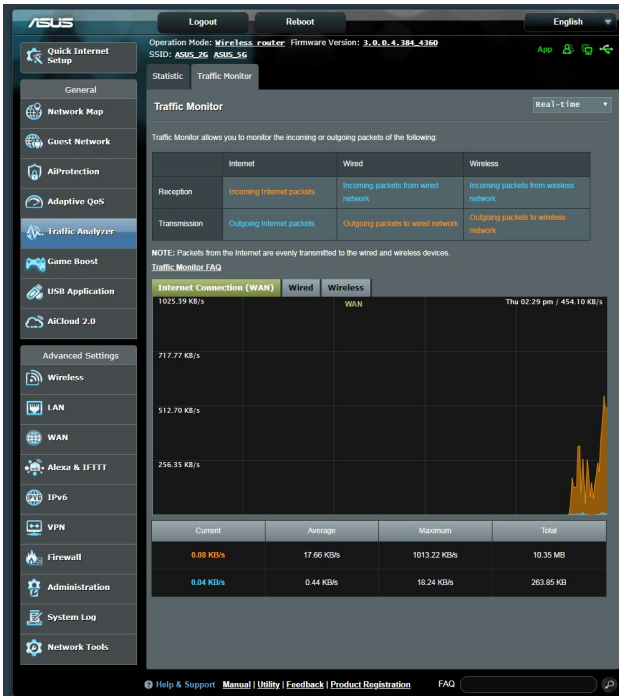 ASUS
Logout
Reboot
English
Quick Internet
Setup
General
Network Map
Guest Network
AiProtection
Adaptive QoS
Traffic Analyzer
Game Boost
USB Application
AiCloud 2.0
Advanced Settings
Wireless
LAN
WAN
Alexa & IFTTT
IPv6
VPN
Firewall
Administration
System Log
Network Tools
Operation Mode: Wireless router Firmware Version: 3.0.0.4.384_4360
SSID: ASUS_2G ASUS_5G
App
Statistic Traffic Monitor
Traffic Monitor
Real-time
Traffic Monitor allows you to monitor the incoming or outgoing packets of the following:
Internet Wired Wireless
Reception
Incoming Internet packets
Incoming packets from wired
network
Incoming packets from wireless
network
Transmission
Outgoing Internet packets
Outgoing packets to wired network
Outgoing packets to wireless
network
NOTE: Packets from the Internet are evenly transmitted to the wired and wireless devices.
Traffic Monitor FAQ
Internet Connection (WAN) Wired Wireless
1025.39 KB/s
WAN
Thu 02:29 pm / 454.10 KB/s
717.77 KB/s
512.70 KB/s
256.35 KB/s
Current Average Maximum Total
0.08 KB/s 17.66 KB/s 1013.22 KB/s 10.35 MB
0.04 KB/s 0.44 KB/s 18.24 KB/s 263.85 KB
Help & Support Manual | Utility | Feedback | Product Registration FAQ